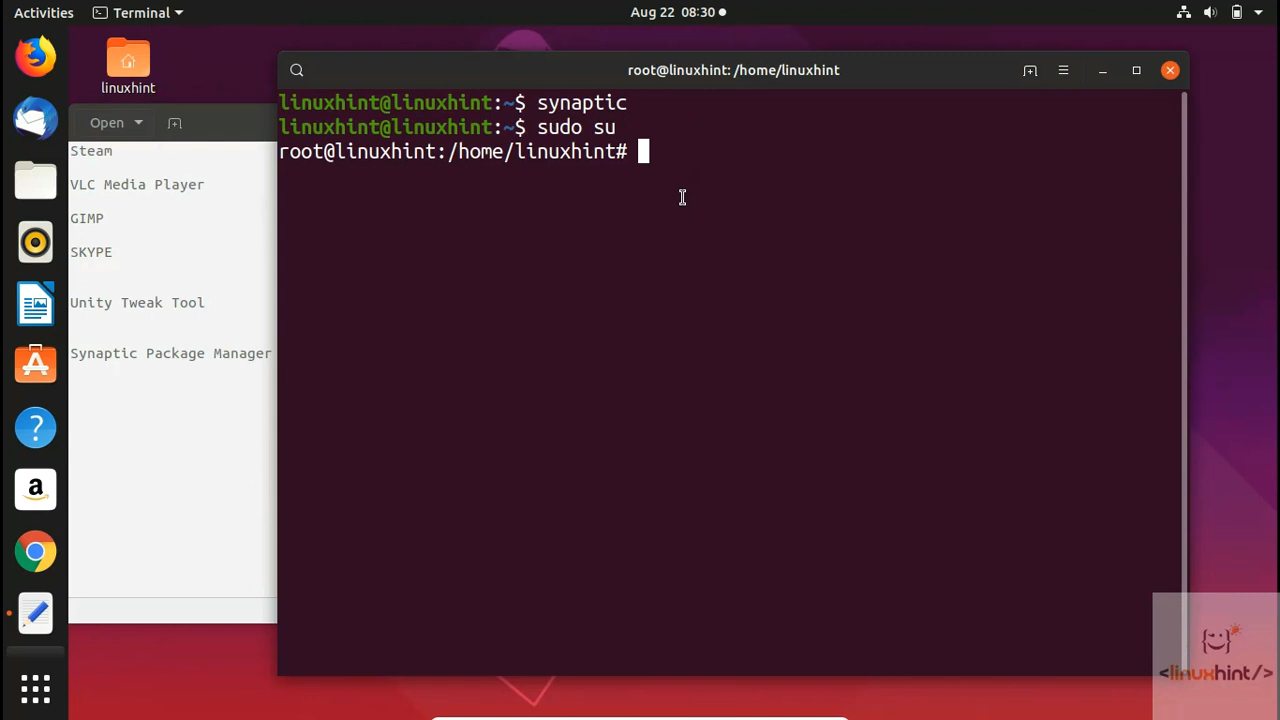 Activities
Terminal
Aug 22 08:30
linuxhint
Open
Steam
VLC Media Player
GIMP
SKYPE
Unity Tweak Tool
Synaptic Package Manager
root@linuxhint: /home/linuxhint
linuxhint@linuxhint:~$ synaptic
linuxhint@linuxhint:~$ sudo su
root@linuxhint:/home/linuxhint#
?
a
{ }
<linuxhint/>